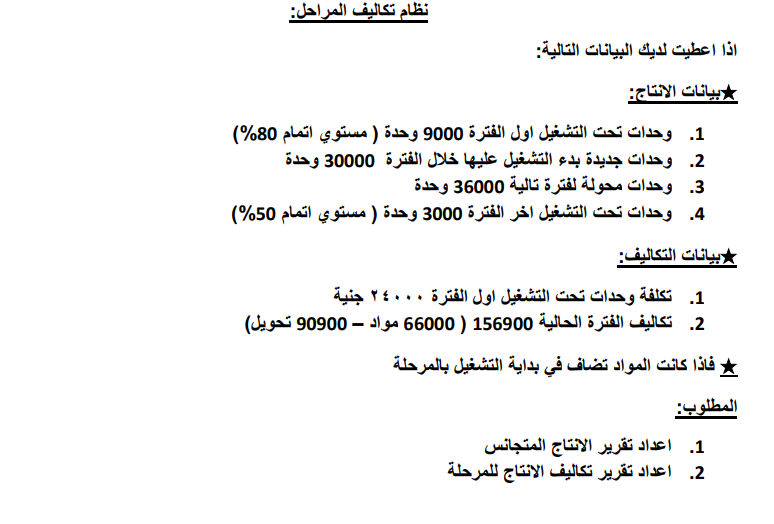 نظام تكاليف المراحل:
اذا اعطيت لديك البيانات التالية:
★بيانات الانتاج:
1. وحدات تحت التشغيل اول الفترة 9000 وحدة ( مستوي اتمام 80%)
2. وحدات جديدة بدء التشغيل عليها خلال الفترة 30000 وحدة
3. وحدات محولة لفترة تالية 36000 وحدة
4. وحدات تحت التشغيل اخر الفترة 3000 وحدة ( مستوي اتمام 50%)
★بيانات التكاليف:
1. تكلفة وحدات تحت التشغيل اول الفترة ٢٤٠٠٠ جنية
2. تكاليف الفترة الحالية 156900 ( 66000 مواد – 90900 تحويل)
★ فاذا كانت المواد تضاف في بداية التشغيل بالمرحلة
المطلوب:
1. اعداد تقرير الانتاج المتجانس
2. اعداد تقرير تكاليف الانتاج للمرحلة